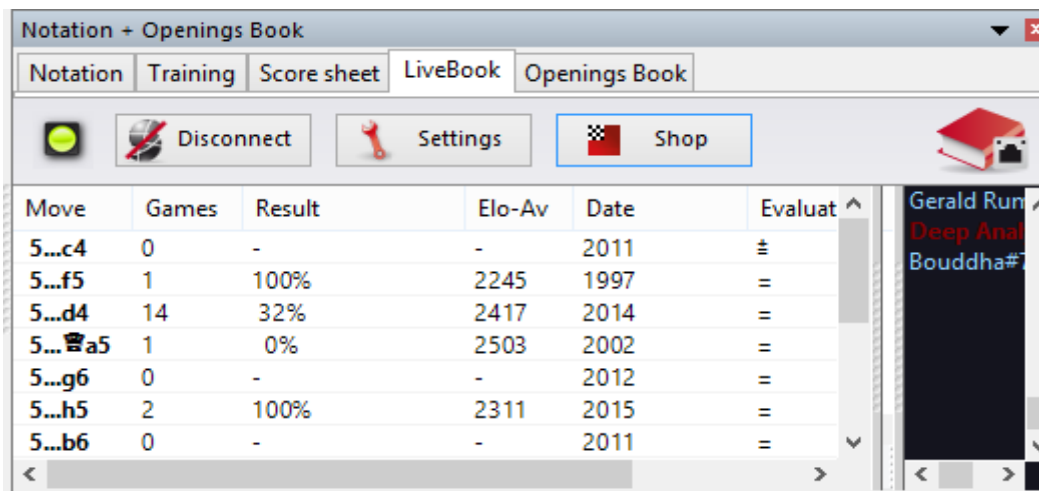 Notation + Openings Book
Notation Training Score sheet LiveBook Openings Book
Disconnect Settings Shop
Move Games Result Elo-Av Date Evaluat
5...c4 0 - - 2011 ⩲
5...f5 1 100% 2245 1997 =
5...d4 14 32% 2417 2014 =
5...♛a5 1 0% 2503 2002 =
5...g6 0 - - 2012 =
5...h5 2 100% 2311 2015 =
5...b6 0 - - 2011 =
Gerald Rum
Deep Anal
Bouddha#7